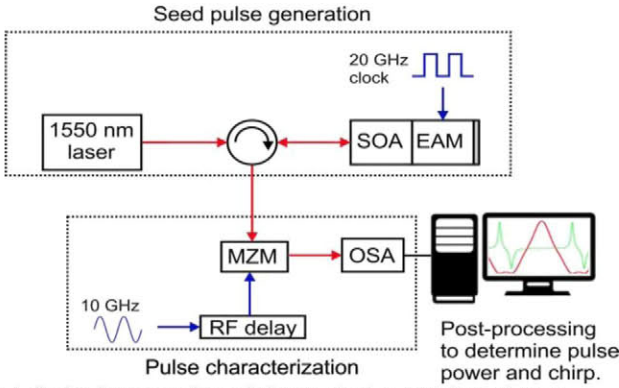 Seed pulse generation
20 GHz
clock
1550 nm
laser
SOA
EAM
MZM
OSA
10 GHz
RF delay
Pulse characterization
Post-processing
to determine pulse
power and chirp.